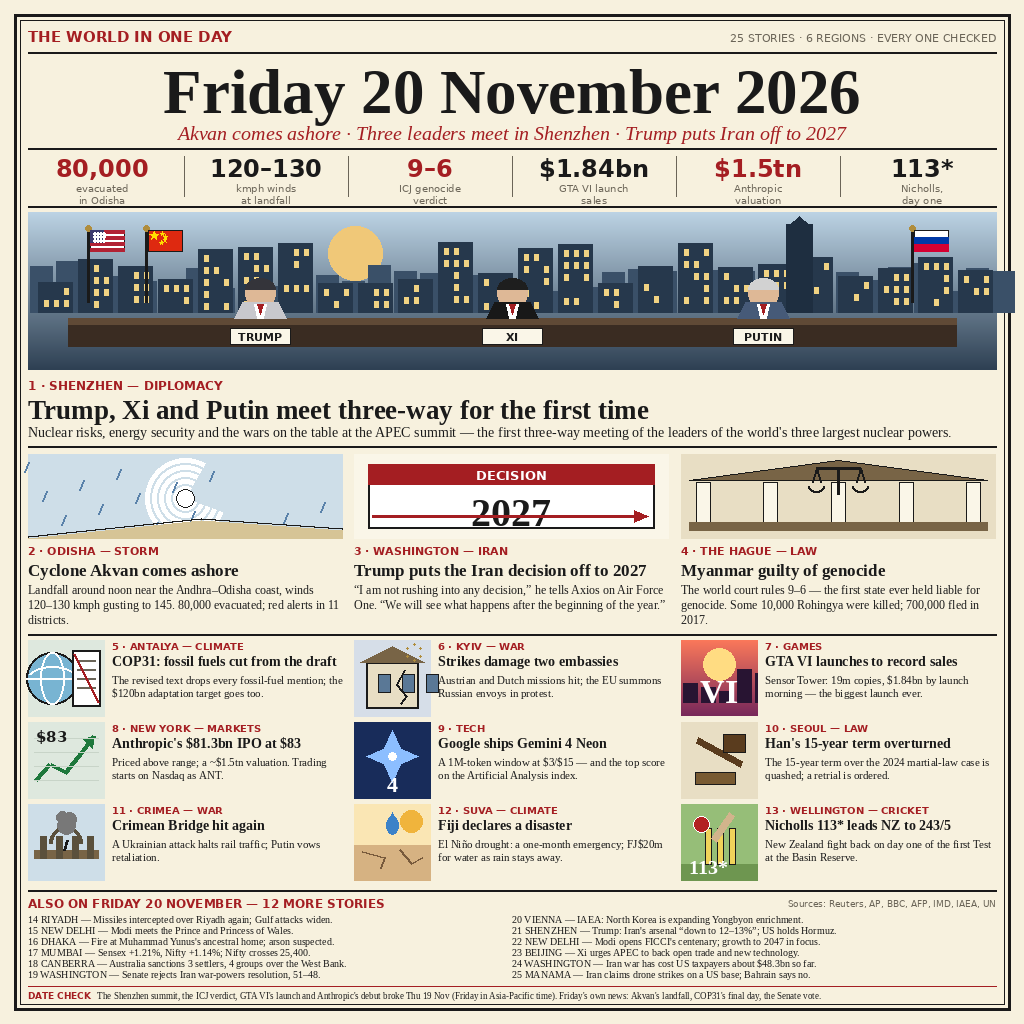 THE WORLD IN ONE DAY
25 STORIES · 6 REGIONS · EVERY ONE CHECKED
Friday 20 November 2026
Akvan comes ashore · Three leaders meet in Shenzhen · Trump puts Iran off to 2027
80,000
evacuated
in Odisha
120–130
kmph winds
at landfall
9–6
ICJ genocide
verdict
$1.84bn
GTA VI launch
sales
$1.5tn
Anthropic
valuation
113*
Nicholls,
day one
TRUMP
XI
PUTIN
1 · SHENZHEN — DIPLOMACY
Trump, Xi and Putin meet three-way for the first time
Nuclear risks, energy security and the wars on the table at the APEC summit — the first three-way meeting of the leaders of the world's three largest nuclear powers.
2 · ODISHA — STORM
Cyclone Akvan comes ashore
Landfall around noon near the Andhra–Odisha coast, winds
120–130 kmph gusting to 145. 80,000 evacuated; red alerts in 11
districts.
DECISION
2027
3 · WASHINGTON — IRAN
Trump puts the Iran decision off to 2027
“I am not rushing into any decision,” he tells Axios on Air Force
One. “We will see what happens after the beginning of the year.”
4 · THE HAGUE — LAW
Myanmar guilty of genocide
The world court rules 9–6 — the first state ever held liable for
genocide. Some 10,000 Rohingya were killed; 700,000 fled in
2017.
5 · ANTALYA — CLIMATE
COP31: fossil fuels cut from the draft
The revised text drops every fossil-fuel mention; the
$120bn adaptation target goes too.
6 · KYIV — WAR
Strikes damage two embassies
Austrian and Dutch missions hit; the EU summons
Russian envoys in protest.
VI
7 · GAMES
GTA VI launches to record sales
Sensor Tower: 19m copies, $1.84bn by launch
morning — the biggest launch ever.
$83
8 · NEW YORK — MARKETS
Anthropic's $81.3bn IPO at $83
Priced above range; a ~$1.5tn valuation. Trading
starts on Nasdaq as ANT.
4
9 · TECH
Google ships Gemini 4 Neon
A 1M-token window at $3/$15 — and the top score
on the Artificial Analysis index.
10 · SEOUL — LAW
Han's 15-year term overturned
The 15-year term over the 2024 martial-law case is
quashed; a retrial is ordered.
11 · CRIMEA — WAR
Crimean Bridge hit again
A Ukrainian attack halts rail traffic; Putin vows
retaliation.
12 · SUVA — CLIMATE
Fiji declares a disaster
El Niño drought: a one-month emergency; FJ$20m
for water as rain stays away.
113*
13 · WELLINGTON — CRICKET
Nicholls 113* leads NZ to 243/5
New Zealand fight back on day one of the first Test
at the Basin Reserve.
ALSO ON FRIDAY 20 NOVEMBER — 12 MORE STORIES
Sources: Reuters, AP, BBC, AFP, IMD, IAEA, UN
14 RIYADH — Missiles intercepted over Riyadh again; Gulf attacks widen.
15 NEW DELHI — Modi meets the Prince and Princess of Wales.
16 DHAKA — Fire at Muhammad Yunus's ancestral home; arson suspected.
17 MUMBAI — Sensex +1.21%, Nifty +1.14%; Nifty crosses 25,400.
18 CANBERRA — Australia sanctions 3 settlers, 4 groups over the West Bank.
19 WASHINGTON — Senate rejects Iran war-powers resolution, 51–48.
20 VIENNA — IAEA: North Korea is expanding Yongbyon enrichment.
21 SHENZHEN — Trump: Iran's arsenal “down to 12–13%”; US holds Hormuz.
22 NEW DELHI — Modi opens FICCI's centenary; growth to 2047 in focus.
23 BEIJING — Xi urges APEC to back open trade and new technology.
24 WASHINGTON — Iran war has cost US taxpayers about $48.3bn so far.
25 MANAMA — Iran claims drone strikes on a US base; Bahrain says no.
DATE CHECK The Shenzhen summit, the ICJ verdict, GTA VI's launch and Anthropic's debut broke Thu 19 Nov (Friday in Asia-Pacific time). Friday's own news: Akvan's landfall, COP31's final day, the Senate vote.